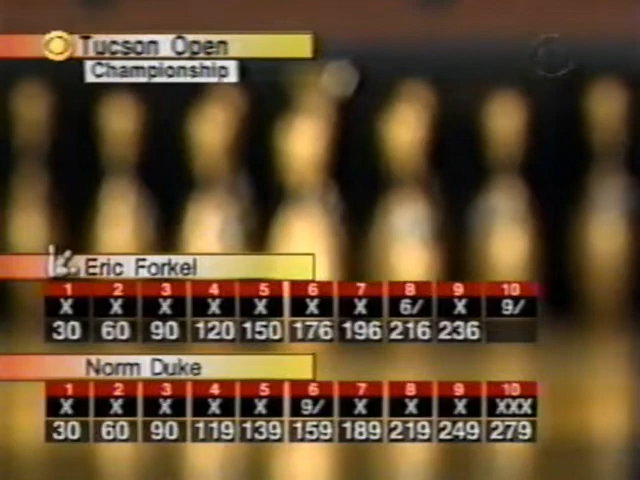 Tucson Open
Championship
Eric Forkel
1 2 3 4 5 6 7 8 9 10
X X X X X X X 6/ X 9/
30 60 90 120 150 176 196 216 236
Norm Duke
1 2 3 4 5 6 7 8 9 10
X X X X X 9/ X X X XXX
30 60 90 119 139 159 189 219 249 279